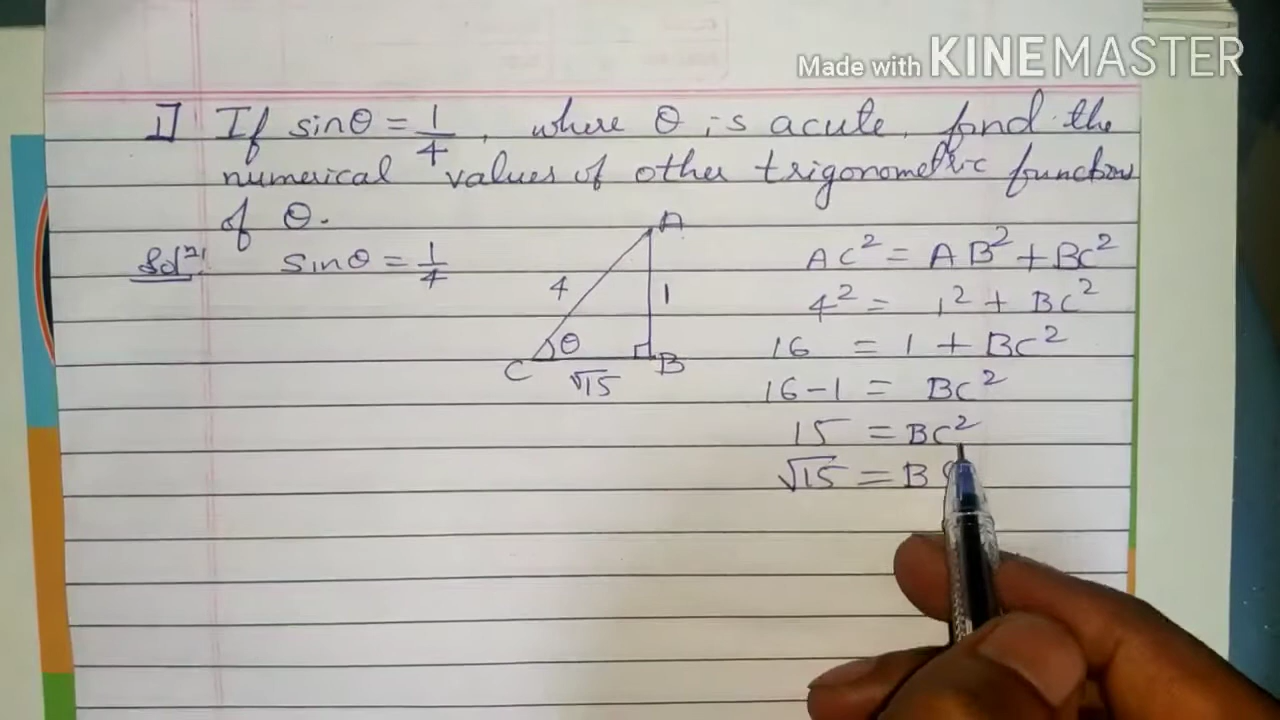 Made with KINEMASTER
1] If sinθ = 1/4, where θ is acute, find the
numerical values of other trigonometric functions
of θ.
Solⁿ: sinθ = 1/4
A
4
1
θ
C
B
√15
AC² = AB² + BC²
4² = 1² + BC²
16 = 1 + BC²
16 - 1 = BC²
15 = BC²
√15 = BC